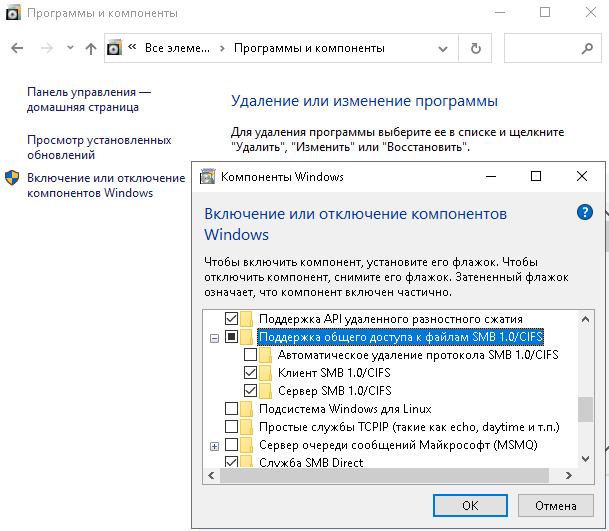 Программы и компоненты
« Все элеме... › Программы и компоненты
Панель управления —
домашняя страница
Просмотр установленных
обновлений
Включение или отключение
компонентов Windows
Удаление или изменение программы
Для удаления программы выберите ее в списке и щелкните
"Удалить", "Изменить" или "Восстановить".
Компоненты Windows
Включение или отключение компонентов
Windows
Чтобы включить компонент, установите его флажок. Чтобы
отключить компонент, снимите его флажок. Затененный флажок
означает, что компонент включен частично.
Поддержка API удаленного разностного сжатия
Поддержка общего доступа к файлам SMB 1.0/CIFS
Автоматическое удаление протокола SMB 1.0/CIFS
Клиент SMB 1.0/CIFS
Сервер SMB 1.0/CIFS
Подсистема Windows для Linux
Простые службы TCPIP (такие как echo, daytime и т.п.)
Сервер очереди сообщений Майкрософт (MSMQ)
Служба SMB Direct
ОК
Отмена